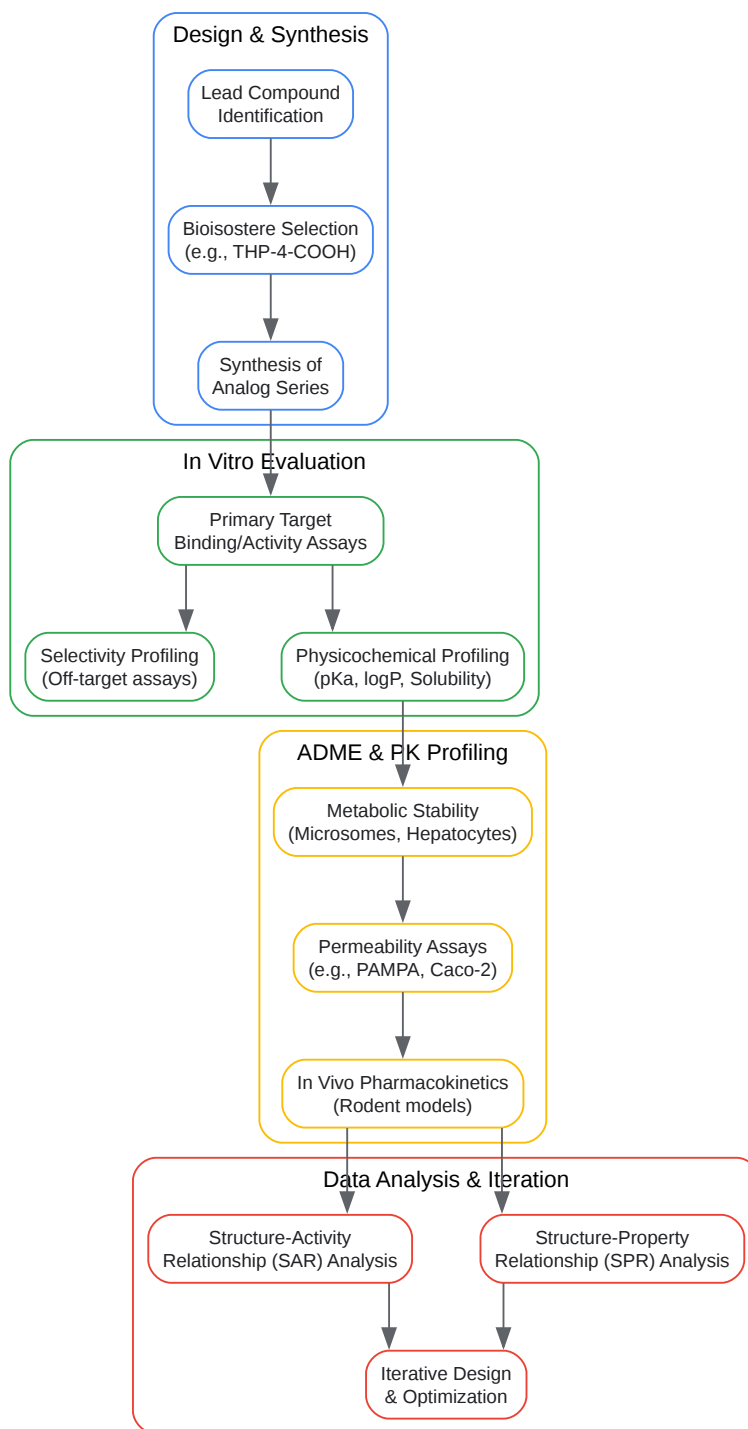 Design & Synthesis
Lead Compound
Identification
Bioisostere Selection
(e.g., THP-4-COOH)
Synthesis of
Analog Series
In Vitro Evaluation
Primary Target
Binding/Activity Assays
Selectivity Profiling
(Off-target assays)
Physicochemical Profiling
(pKa, logP, Solubility)
ADME & PK Profiling
Metabolic Stability
(Microsomes, Hepatocytes)
Permeability Assays
(e.g., PAMPA, Caco-2)
In Vivo Pharmacokinetics
(Rodent models)
Data Analysis & Iteration
Structure-Activity
Relationship (SAR) Analysis
Structure-Property
Relationship (SPR) Analysis
Iterative Design
& Optimization